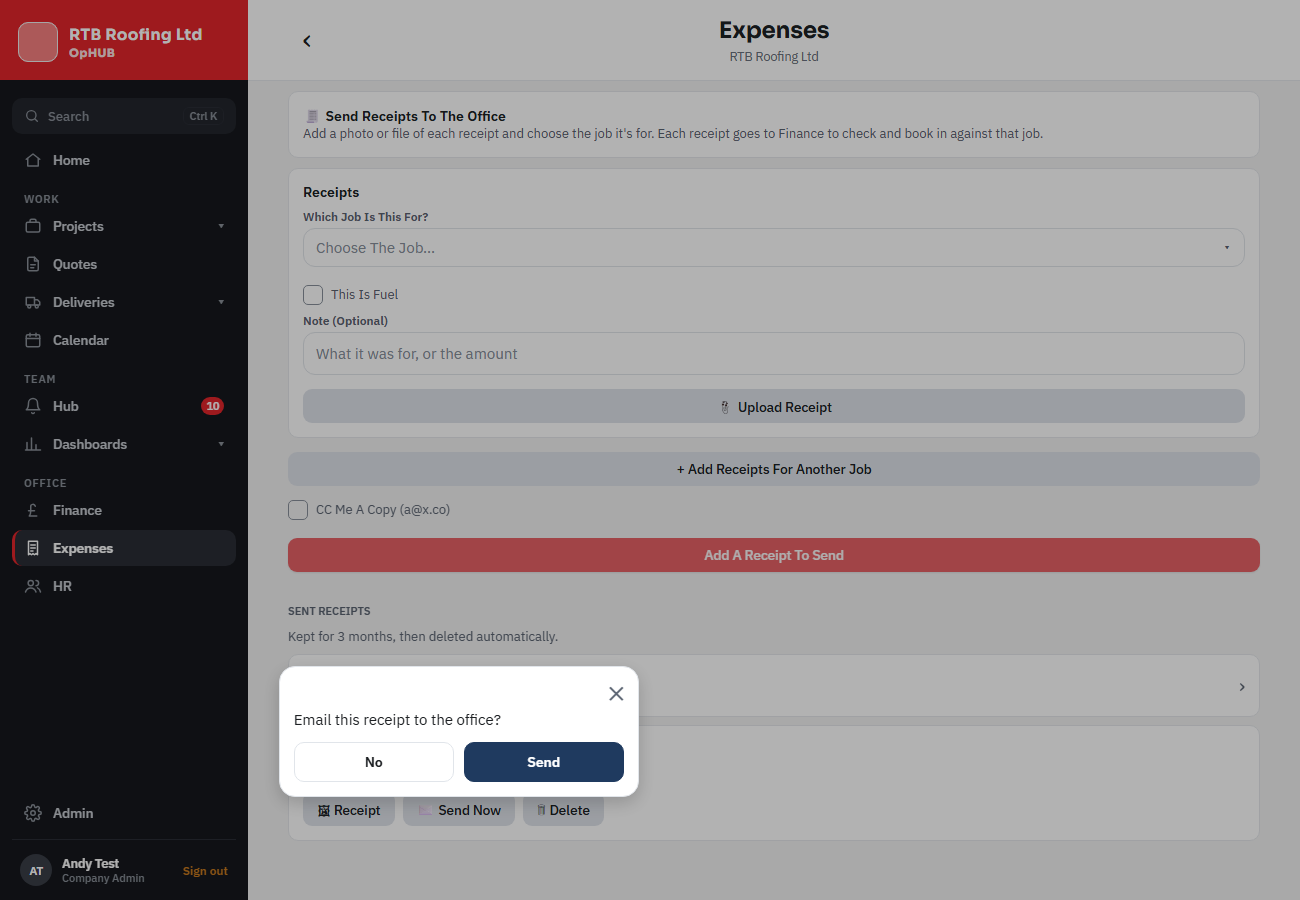 RTB Roofing Ltd
OpHUB
Search Ctrl K
Home
WORK
Projects
Quotes
Deliveries
Calendar
TEAM
Hub 10
Dashboards
OFFICE
Finance
Expenses
HR
Admin
AT
Andy Test
Company Admin
Sign out
Expenses
RTB Roofing Ltd
Send Receipts To The Office
Add a photo or file of each receipt and choose the job it's for. Each receipt goes to Finance to check and book in against that job.
Receipts
Which Job Is This For?
Choose The Job...
This Is Fuel
Note (Optional)
What it was for, or the amount
Upload Receipt
+ Add Receipts For Another Job
CC Me A Copy (a@x.co)
Add A Receipt To Send
SENT RECEIPTS
Kept for 3 months, then deleted automatically.
Email this receipt to the office?
No Send
Receipt Send Now Delete